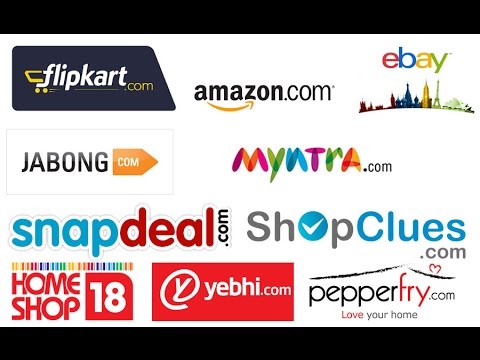 flipkart.com
amazon.com®
ebay™
JABONG COM
myntra.com
snapdeal.com
ShopClues
.com
HOME
SHOP 18
yebhi.com
pepperfry.com
Love your home